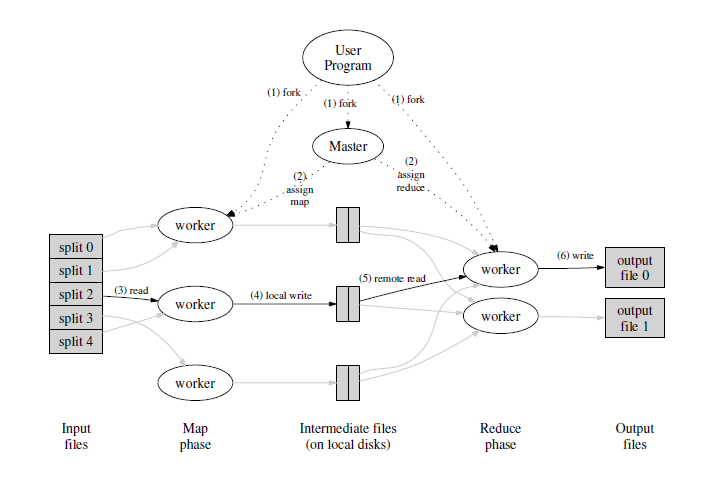 User
Program
(1) fork
(1) fork
(1) fork
Master
(2)
assign
map
(2)
assign
reduce
worker
split 0
split 1
split 2
split 3
split 4
(3) read
worker
(4) local write
worker
(5) remote read
worker
worker
(6) write
output
file 0
output
file 1
Input
files
Map
phase
Intermediate files
(on local disks)
Reduce
phase
Output
files